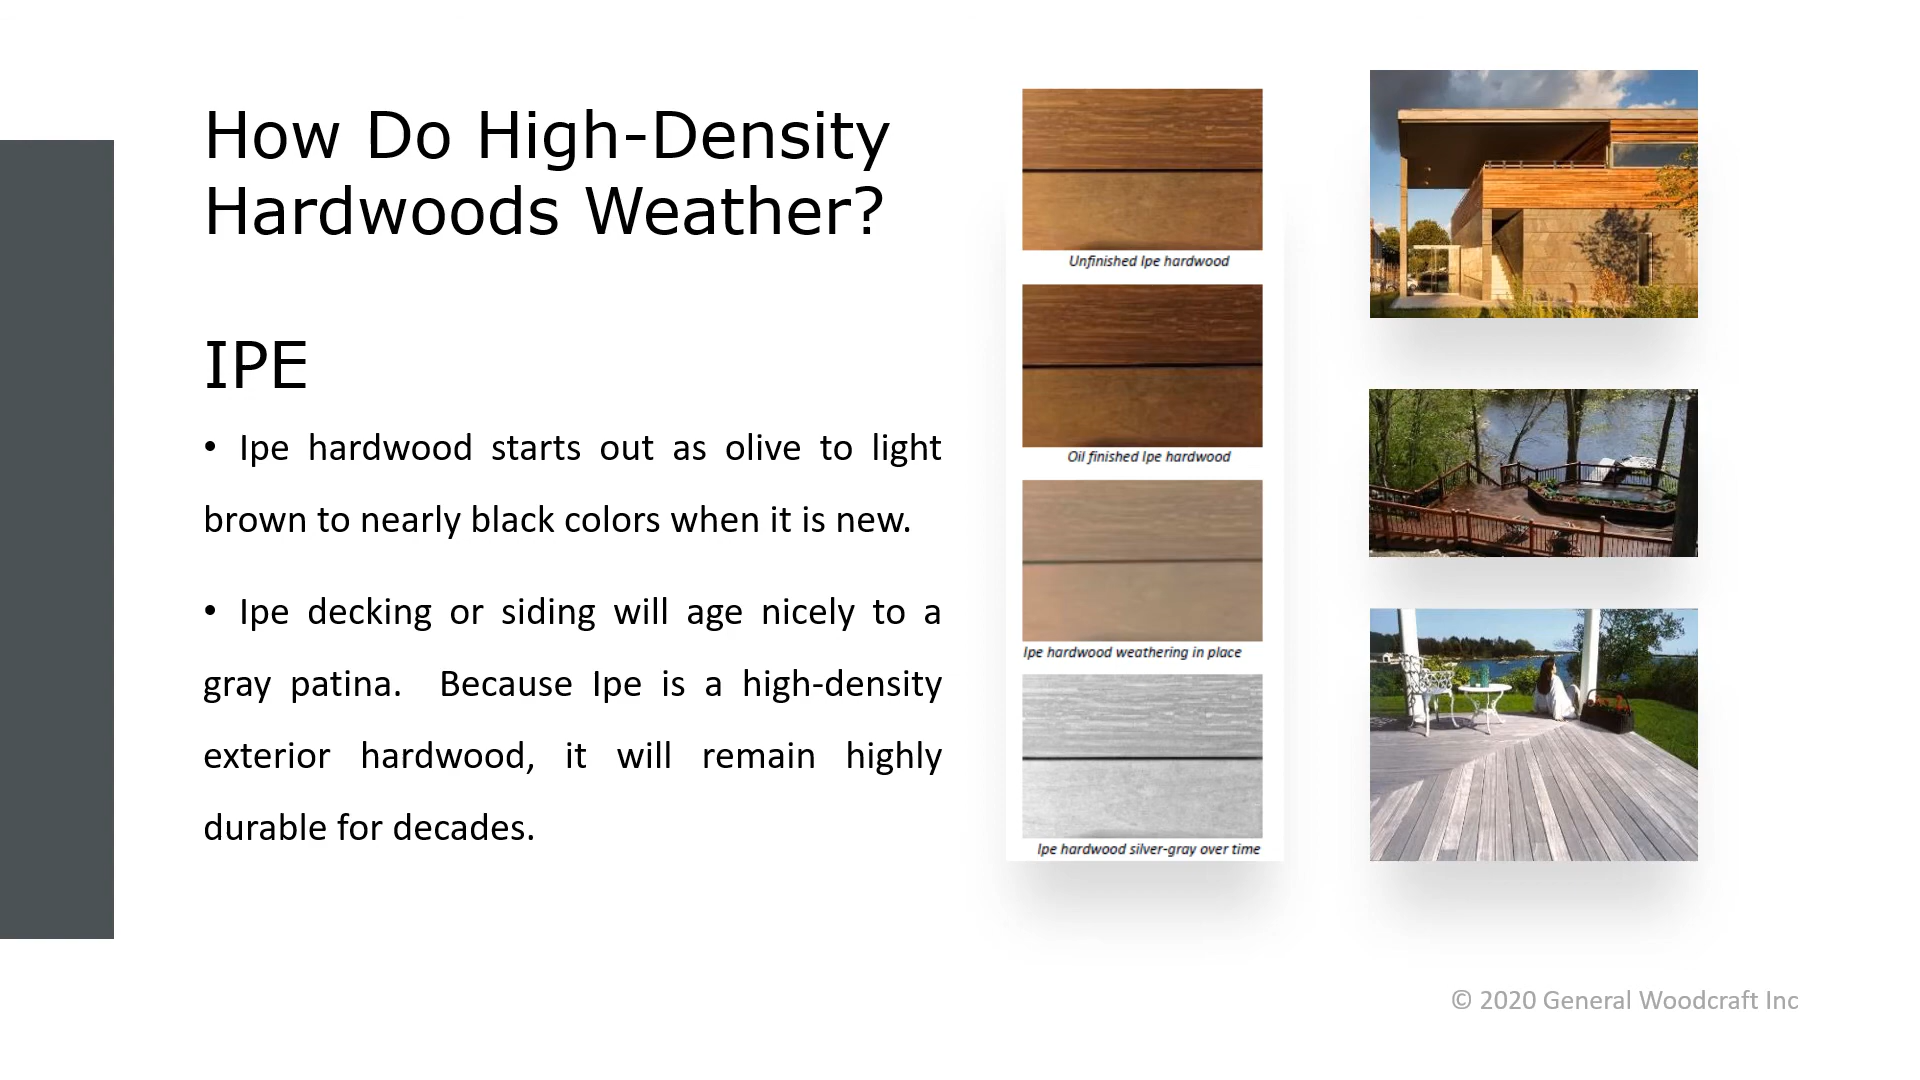 How Do High-Density
Hardwoods Weather?
IPE
• Ipe hardwood starts out as olive to light
brown to nearly black colors when it is new.
• Ipe decking or siding will age nicely to a
gray patina.  Because Ipe is a high-density
exterior hardwood, it will remain highly
durable for decades.
Unfinished Ipe hardwood
Oil finished Ipe hardwood
Ipe hardwood weathering in place
Ipe hardwood silver-gray over time
© 2020 General Woodcraft Inc